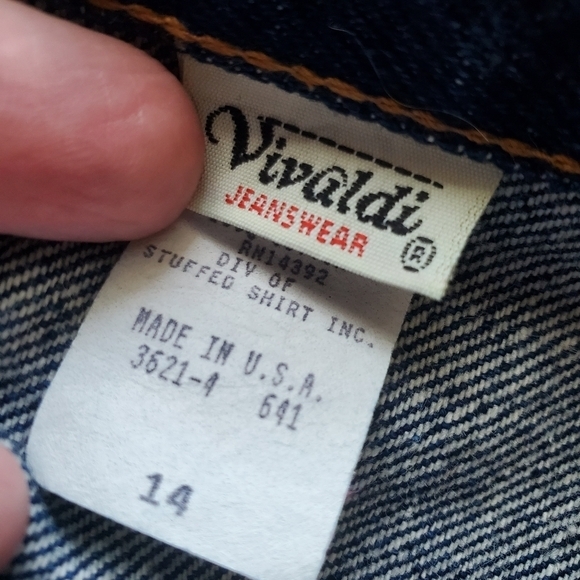 Vivaldi
JEANSWEAR
®
RN14392
DIV OF
STUFFED SHIRT INC.
MADE IN U.S.A.
3621-4 641
14